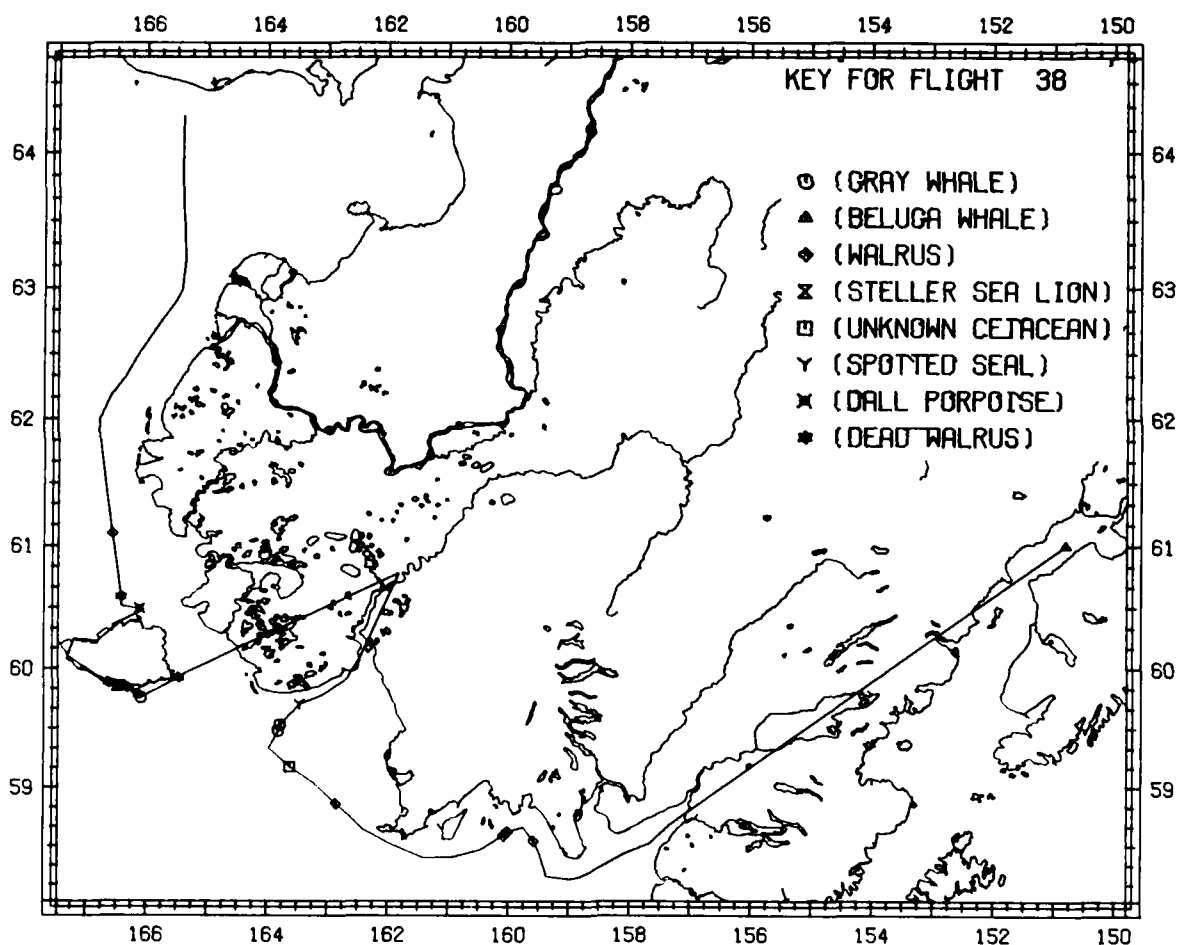 166 164 162 160 158 156 154 152 150
KEY FOR FLIGHT 38
64 64
(GRAY WHALE)
(BELUGA WHALE)
(WALRUS)
63 63
(STELLER SEA LION)
(UNKNOWN CETACEAN)
(SPOTTED SEAL)
(DALL PORPOISE)
62 62
(DEAD WALRUS)
61 61
60 60
59 59
166 164 162 160 158 156 154 152 150